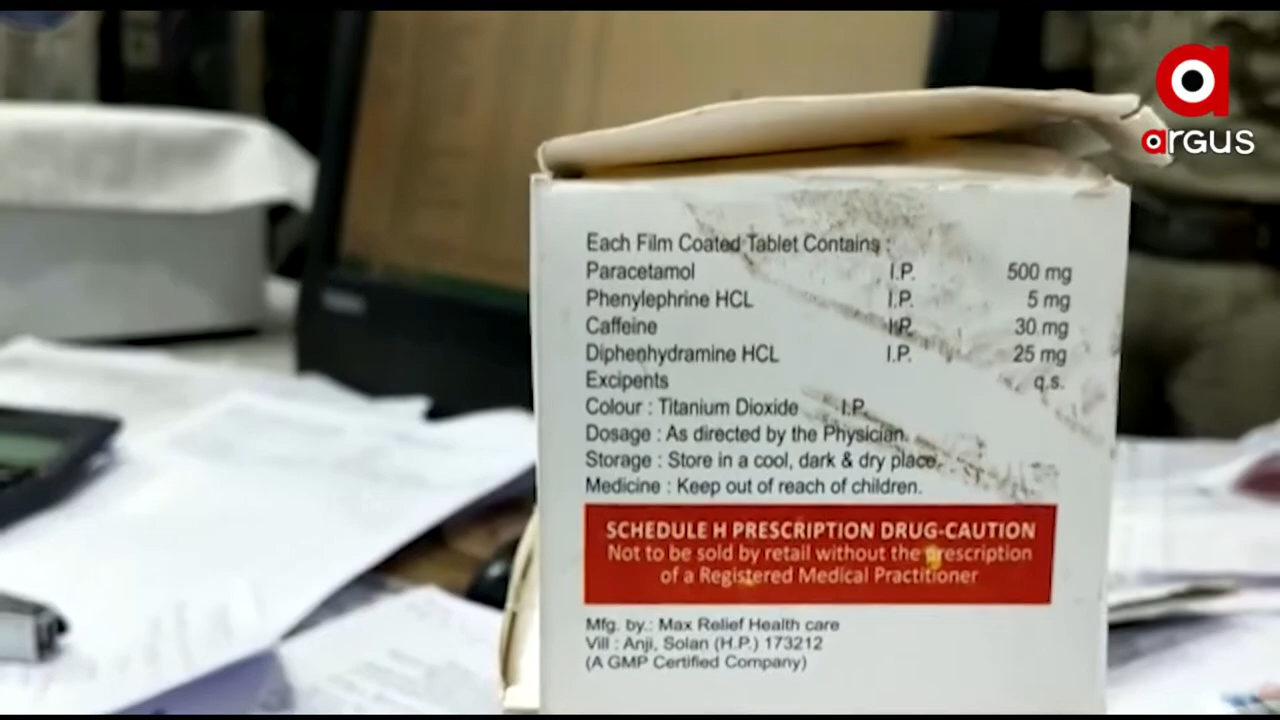 argus
Each Film Coated Tablet Contains :
Paracetamol I.P. 500 mg
Phenylephrine HCL I.P. 5 mg
Caffeine I.P. 30 mg
Diphenhydramine HCL I.P. 25 mg
Excipents q.s.
Colour : Titanium Dioxide I.P.
Dosage : As directed by the Physician.
Storage : Store in a cool, dark & dry place.
Medicine : Keep out of reach of children.
SCHEDULE H PRESCRIPTION DRUG-CAUTION
Not to be sold by retail without the prescription
of a Registered Medical Practitioner
Mfg. by.: Max Relief Health care
Vill : Anji, Solan (H.P.) 173212
(A GMP Certified Company)